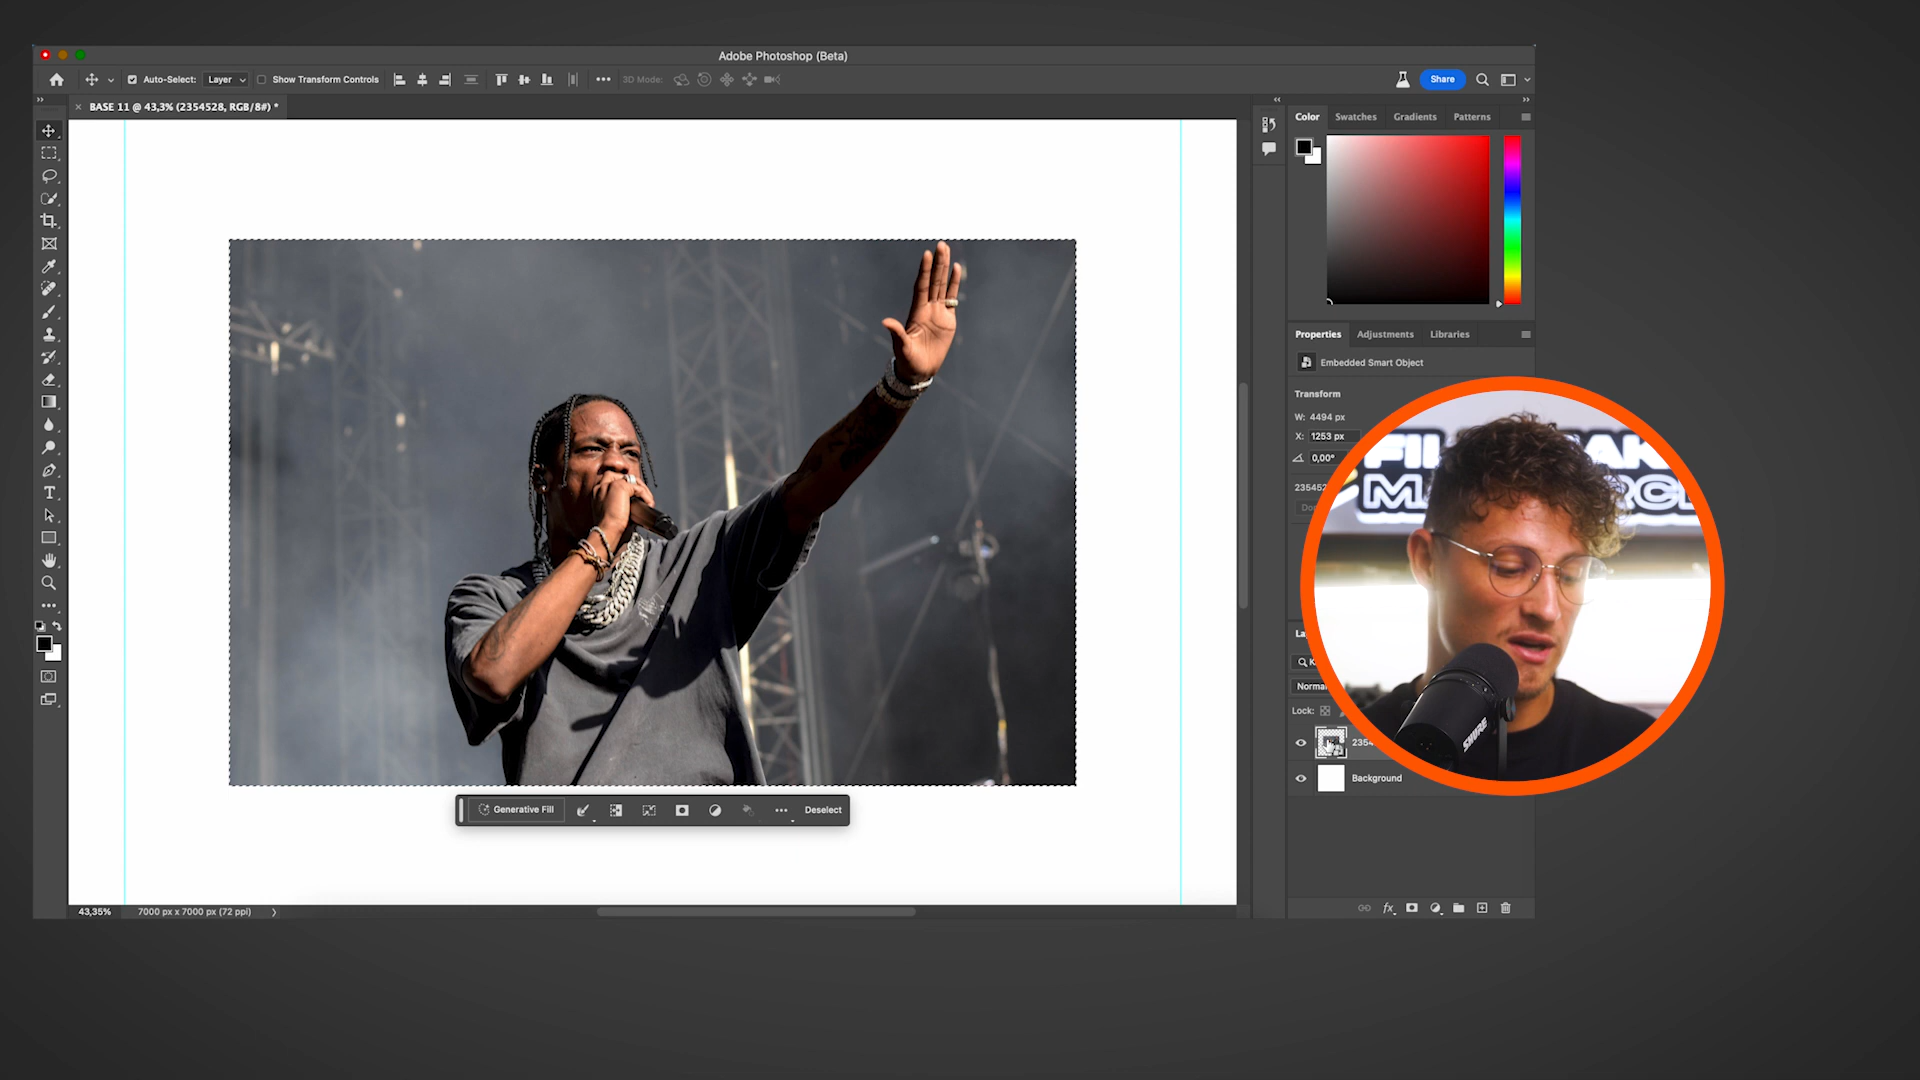 Adobe Photoshop (Beta)
Auto-Select: Layer Show Transform Controls 3D Mode: Share
BASE 11 @ 43,3% (2354528, RGB/8#) *
Color Swatches Gradients Patterns
Properties Adjustments Libraries
Embedded Smart Object
Transform
W: 4494 px
X: 1253 px
0,00°
Normal
Lock:
Background
SHURE
Generative Fill Deselect
43,35% 7000 px x 7000 px (72 ppi)